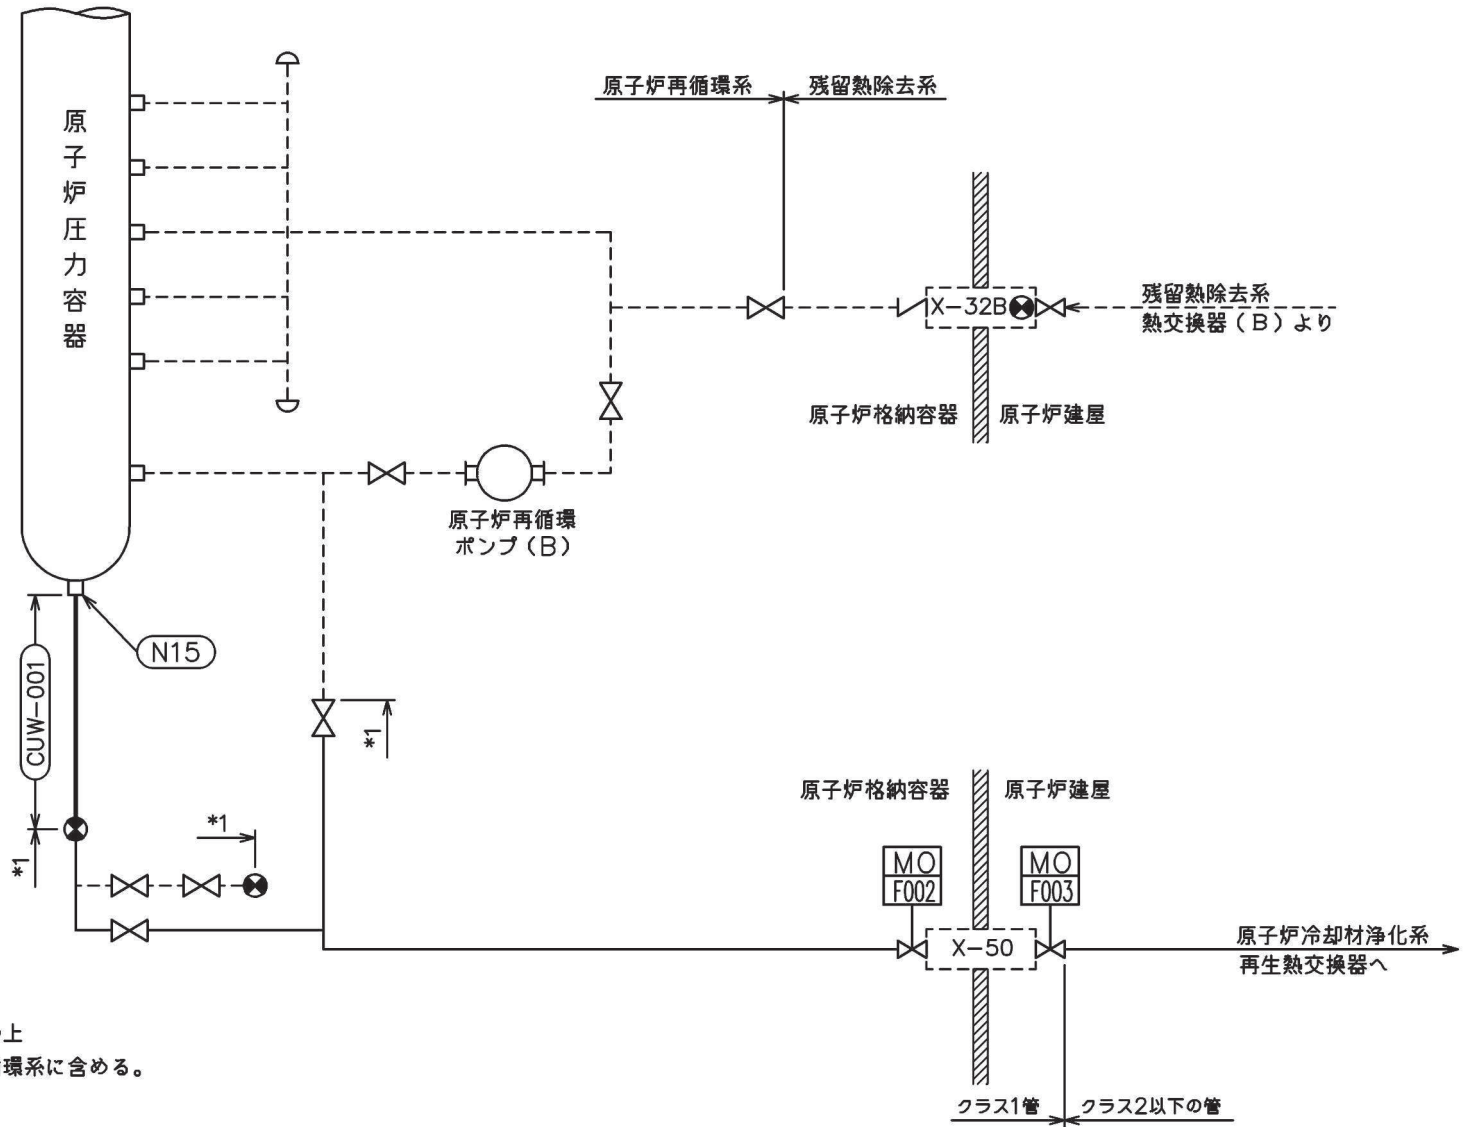 原子炉圧力容器
原子炉再循環系
残留熱除去系
X-32B
残留熱除去系
熱交換器(B)より
原子炉格納容器
原子炉建屋
原子炉再循環
ポンプ(B)
N15
CUW-001
*1
*1
*1
原子炉格納容器
原子炉建屋
MO
F002
MO
F003
X-50
原子炉冷却材浄化系
再生熱交換器へ
上
環系に含める。
クラス1管
クラス2以下の管